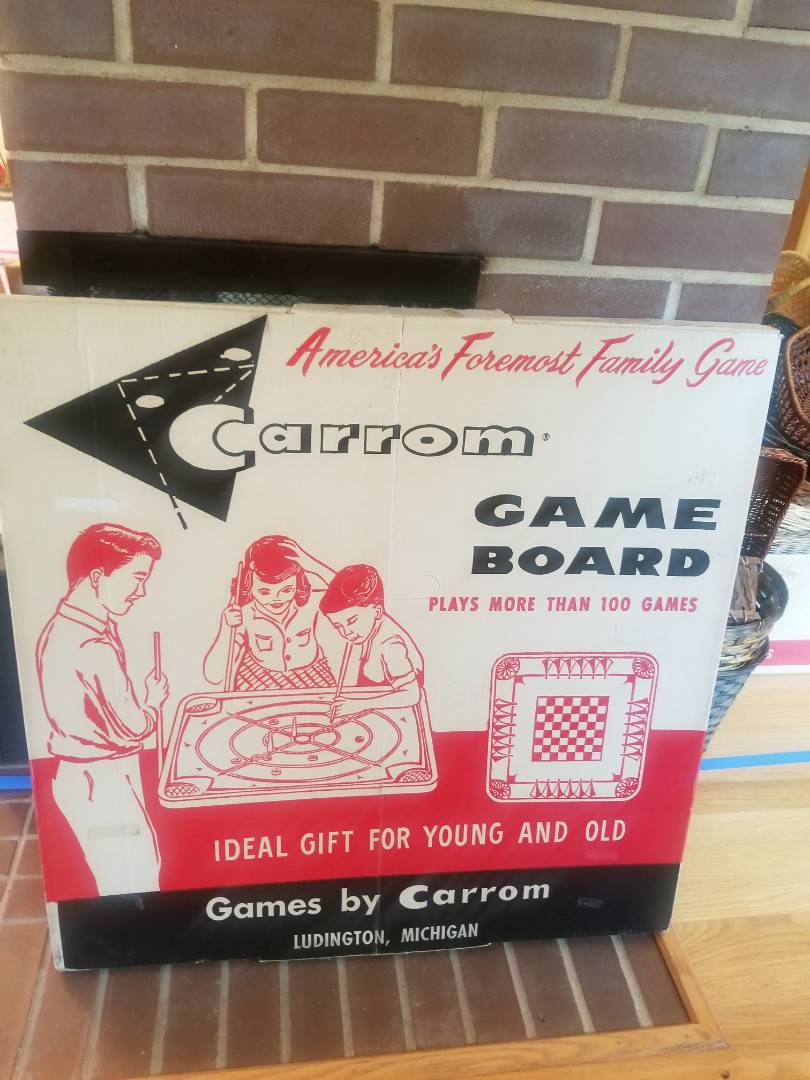 America's Foremost Family Game
Carrom®
GAME
BOARD
PLAYS MORE THAN 100 GAMES
IDEAL GIFT FOR YOUNG AND OLD
Games by Carrom
LUDINGTON, MICHIGAN